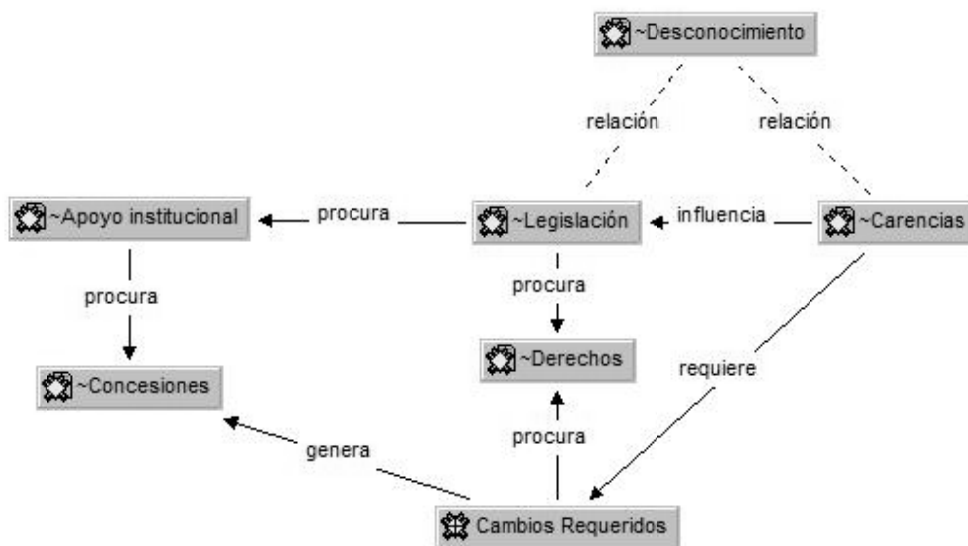 ~Desconocimiento
relación
relación
~Apoyo institucional
procura
~Legislación
influencia
~Carencias
procura
procura
~Derechos
requiere
~Concesiones
procura
genera
Cambios Requeridos